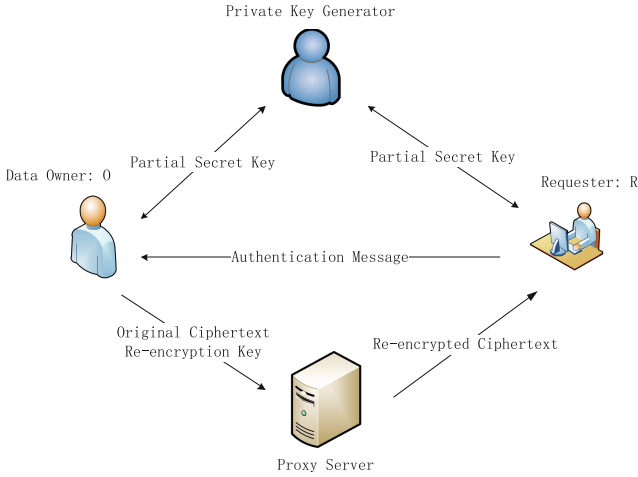 Private Key Generator
Partial Secret Key
Partial Secret Key
Data Owner: O
Requester: R
Authentication Message
Original Ciphertext
Re-encryption Key
Re-encrypted Ciphertext
Proxy Server